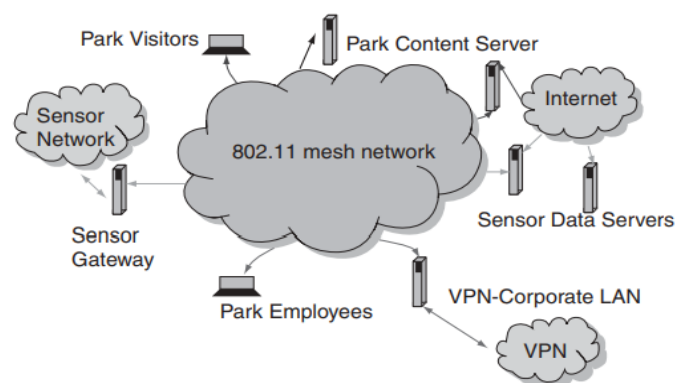 Park Visitors
Park Content Server
Internet
Sensor
Network
802.11 mesh network
Sensor
Gateway
Sensor Data Servers
Park Employees
VPN-Corporate LAN
VPN